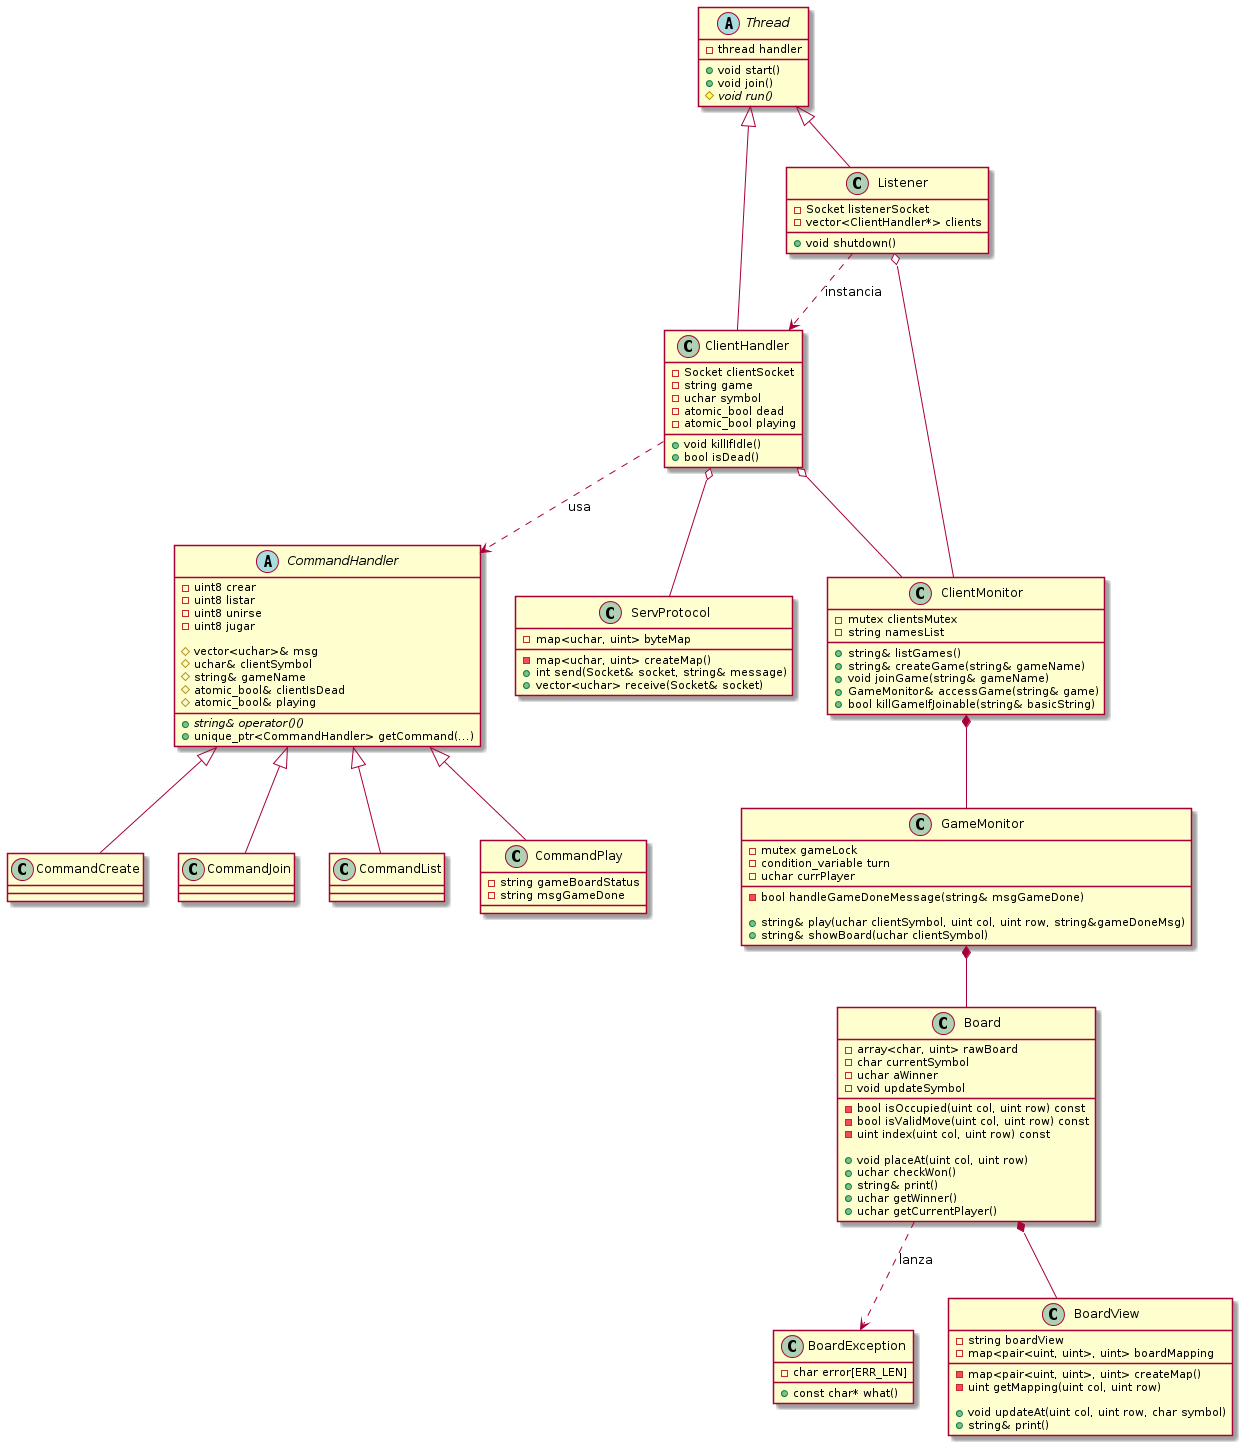 A Thread
thread handler
void start()
void join()
void run()
C Listener
Socket listenerSocket
vector<ClientHandler*> clients
void shutdown()
instancia
C ClientHandler
Socket clientSocket
string game
uchar symbol
atomic_bool dead
atomic_bool playing
void killIfIdle()
bool isDead()
usa
A CommandHandler
uint8 crear
uint8 listar
uint8 unirse
uint8 jugar
vector<uchar>& msg
uchar& clientSymbol
string& gameName
atomic_bool& clientIsDead
atomic_bool& playing
string& operator()()
unique_ptr<CommandHandler> getCommand(...)
C ServProtocol
map<uchar, uint> byteMap
map<uchar, uint> createMap()
int send(Socket& socket, string& message)
vector<uchar> receive(Socket& socket)
C ClientMonitor
mutex clientsMutex
string namesList
string& listGames()
string& createGame(string& gameName)
void joinGame(string& gameName)
GameMonitor& accessGame(string& game)
bool killGameIfJoinable(string& basicString)
C CommandCreate
C CommandJoin
C CommandList
C CommandPlay
string gameBoardStatus
string msgGameDone
C GameMonitor
mutex gameLock
condition_variable turn
uchar currPlayer
bool handleGameDoneMessage(string& msgGameDone)
string& play(uchar clientSymbol, uint col, uint row, string&gameDoneMsg)
string& showBoard(uchar clientSymbol)
C Board
array<char, uint> rawBoard
char currentSymbol
uchar aWinner
void updateSymbol
bool isOccupied(uint col, uint row) const
bool isValidMove(uint col, uint row) const
uint index(uint col, uint row) const
void placeAt(uint col, uint row)
uchar checkWon()
string& print()
uchar getWinner()
uchar getCurrentPlayer()
lanza
C BoardException
char error[ERR_LEN]
const char* what()
C BoardView
string boardView
map<pair<uint, uint>, uint> boardMapping
map<pair<uint, uint>, uint> createMap()
uint getMapping(uint col, uint row)
void updateAt(uint col, uint row, char symbol)
string& print()